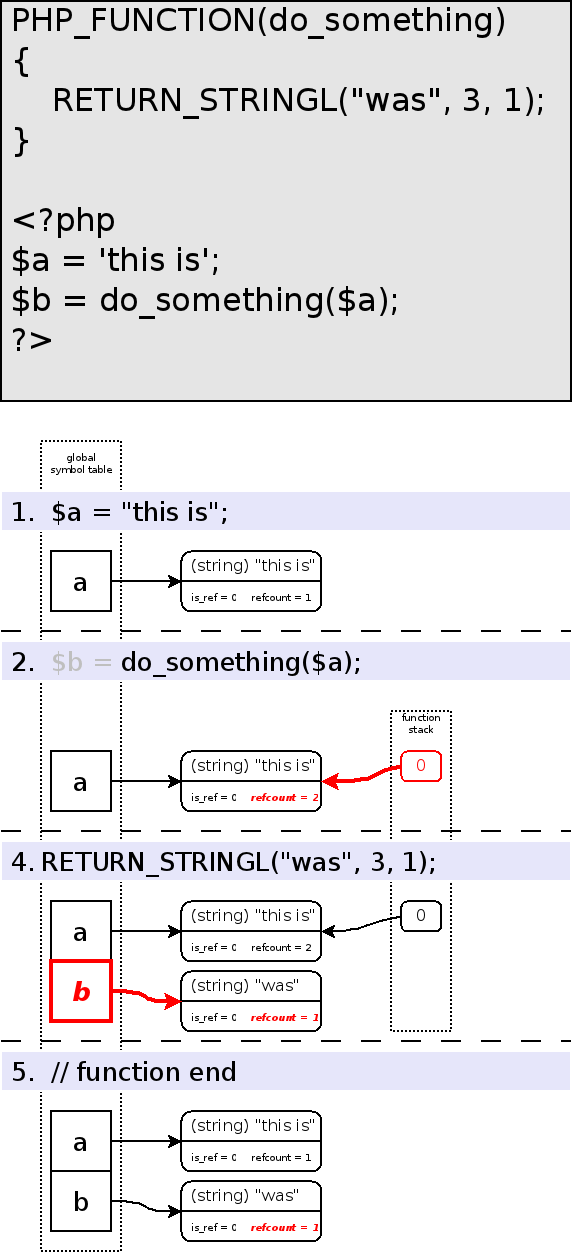 PHP_FUNCTION(do_something)
{
    RETURN_STRINGL("was", 3, 1);
}
<?php
$a = 'this is';
$b = do_something($a);
?>
global
symbol table
1. $a = "this is";
a
(string) "this is"
is_ref = 0 refcount = 1
2. $b = do_something($a);
function
stack
a
(string) "this is"
0
is_ref = 0 refcount = 2
4. RETURN_STRINGL("was", 3, 1);
a
(string) "this is"
0
is_ref = 0 refcount = 2
b
(string) "was"
is_ref = 0 refcount = 1
5. // function end
a
(string) "this is"
is_ref = 0 refcount = 1
b
(string) "was"
is_ref = 0 refcount = 1